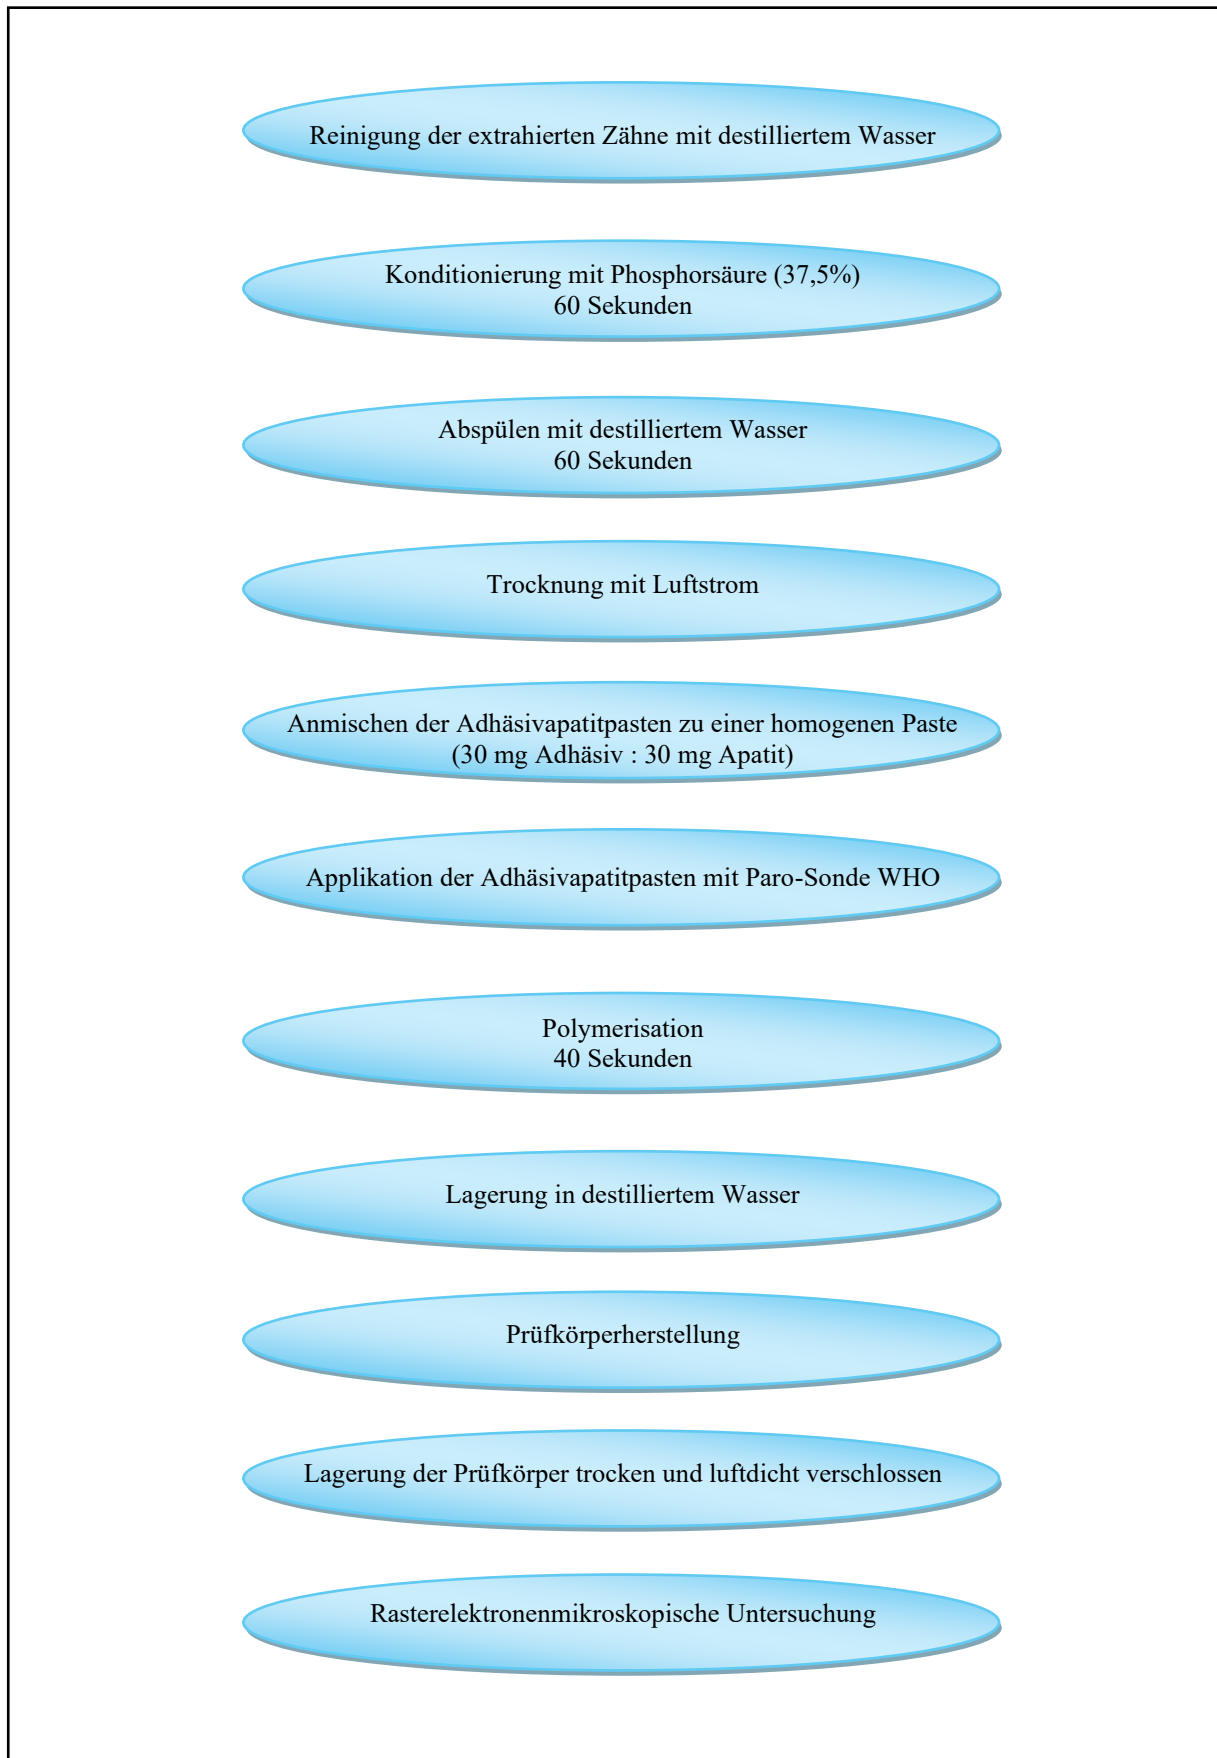 Reinigung der extrahierten Zähne mit destilliertem Wasser
Konditionierung mit Phosphorsäure (37,5%)
60 Sekunden
Abspülen mit destilliertem Wasser
60 Sekunden
Trocknung mit Luftstrom
Anmischen der Adhäsivapatitpasten zu einer homogenen Paste
(30 mg Adhäsiv : 30 mg Apatit)
Applikation der Adhäsivapatitpasten mit Paro-Sonde WHO
Polymerisation
40 Sekunden
Lagerung in destilliertem Wasser
Prüfkörperherstellung
Lagerung der Prüfkörper trocken und luftdicht verschlossen
Rasterelektronenmikroskopische Untersuchung